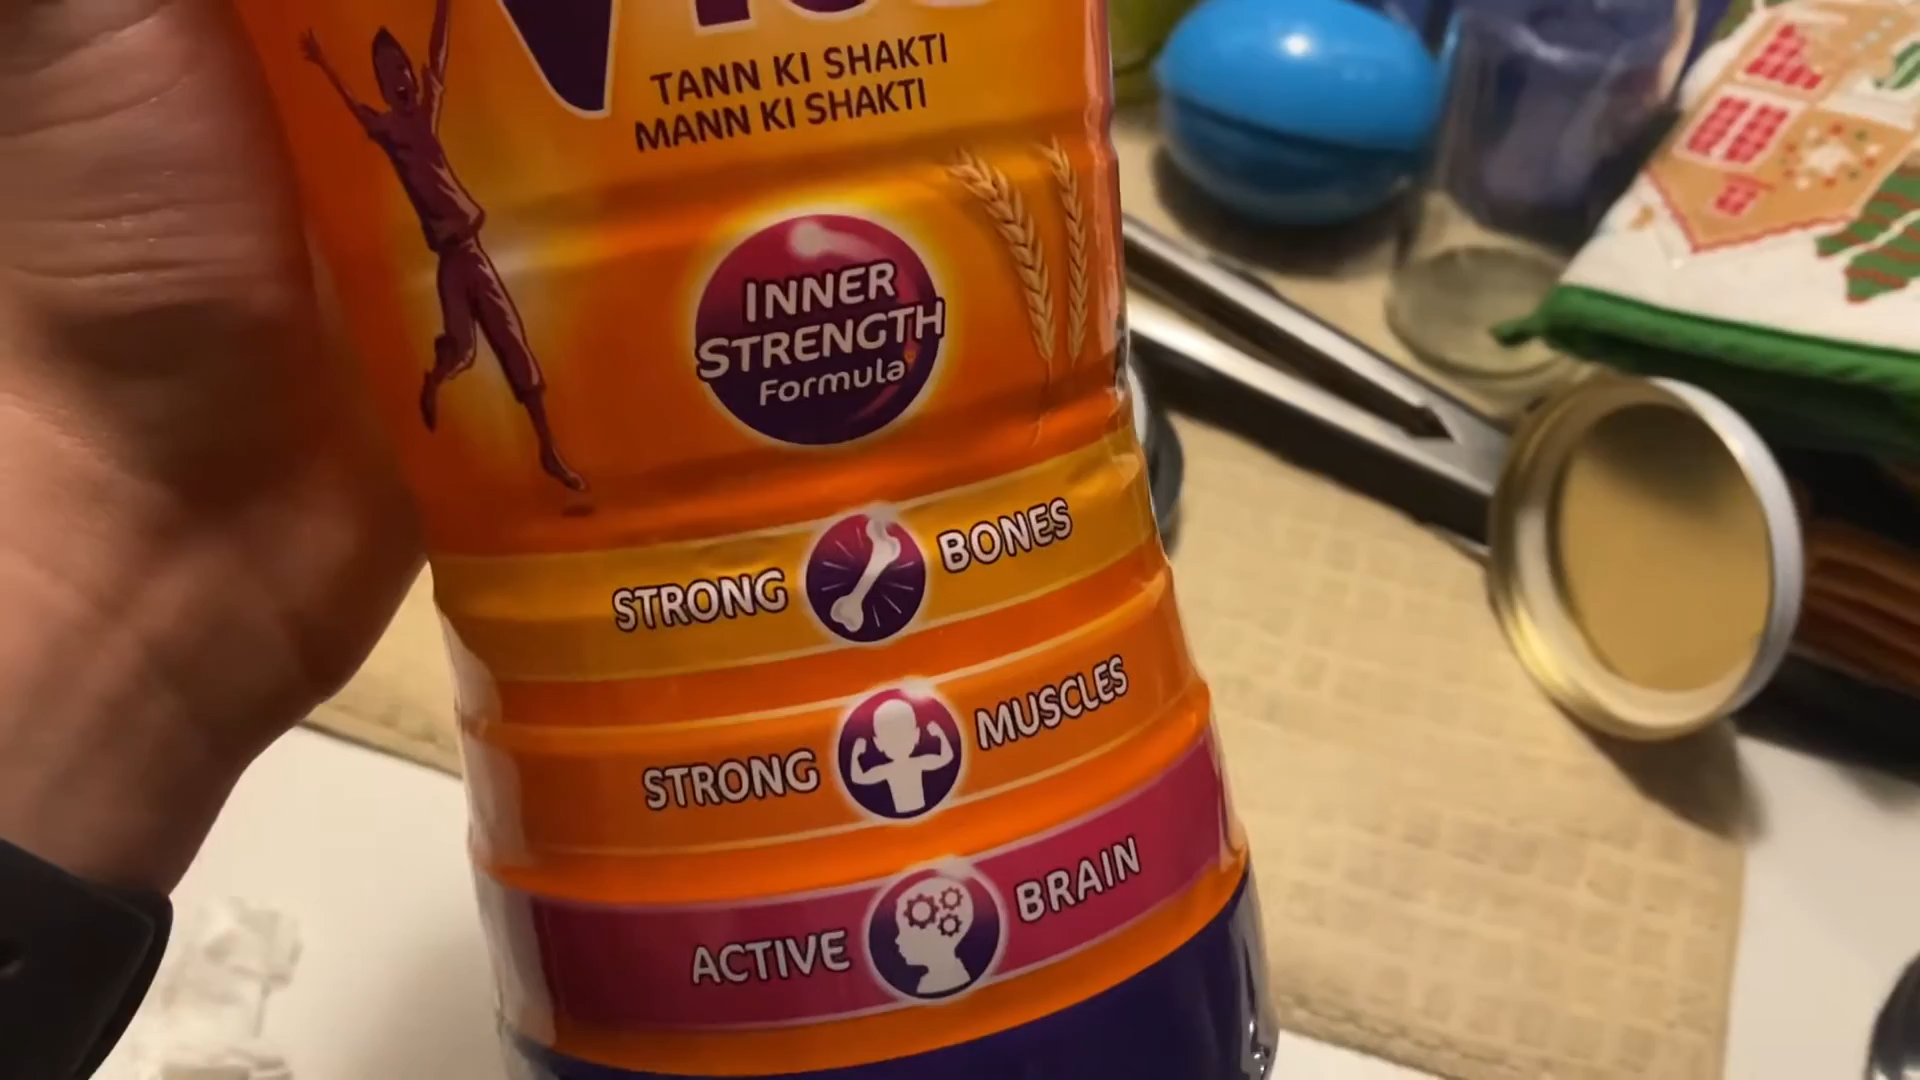 TANN KI SHAKTI
MANN KI SHAKTI
INNER
STRENGTH
Formula
STRONG BONES
STRONG MUSCLES
ACTIVE BRAIN